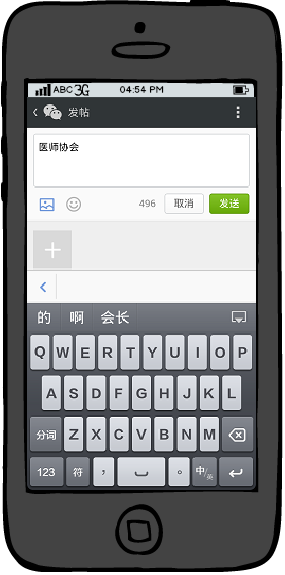 ABC 3G 04:54 PM
发帖
医师协会
496 取消 发送
的 啊 会长
Q W E R T Y U I O P
A S D F G H J K L
分词 Z X C V B N M
123 符 , 。 中/英